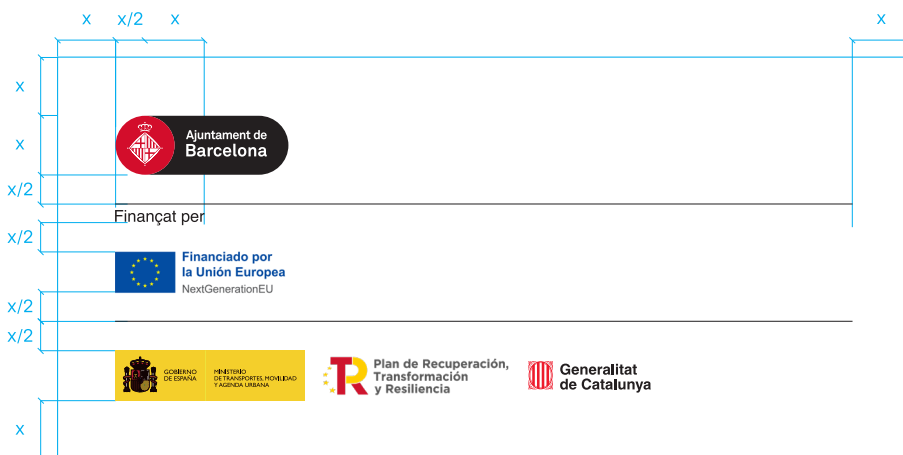 x x/2 x x
x
x
Ajuntament de
Barcelona
x/2
Finançat per
x/2
Financiado por
la Unión Europea
NextGenerationEU
x/2
x/2
GOBIERNO
DE ESPAÑA
MINISTERIO
DE TRANSPORTES, MOVILIDAD
Y AGENDA URBANA
TR
Plan de Recuperación,
Transformación
y Resiliencia
Generalitat
de Catalunya
x